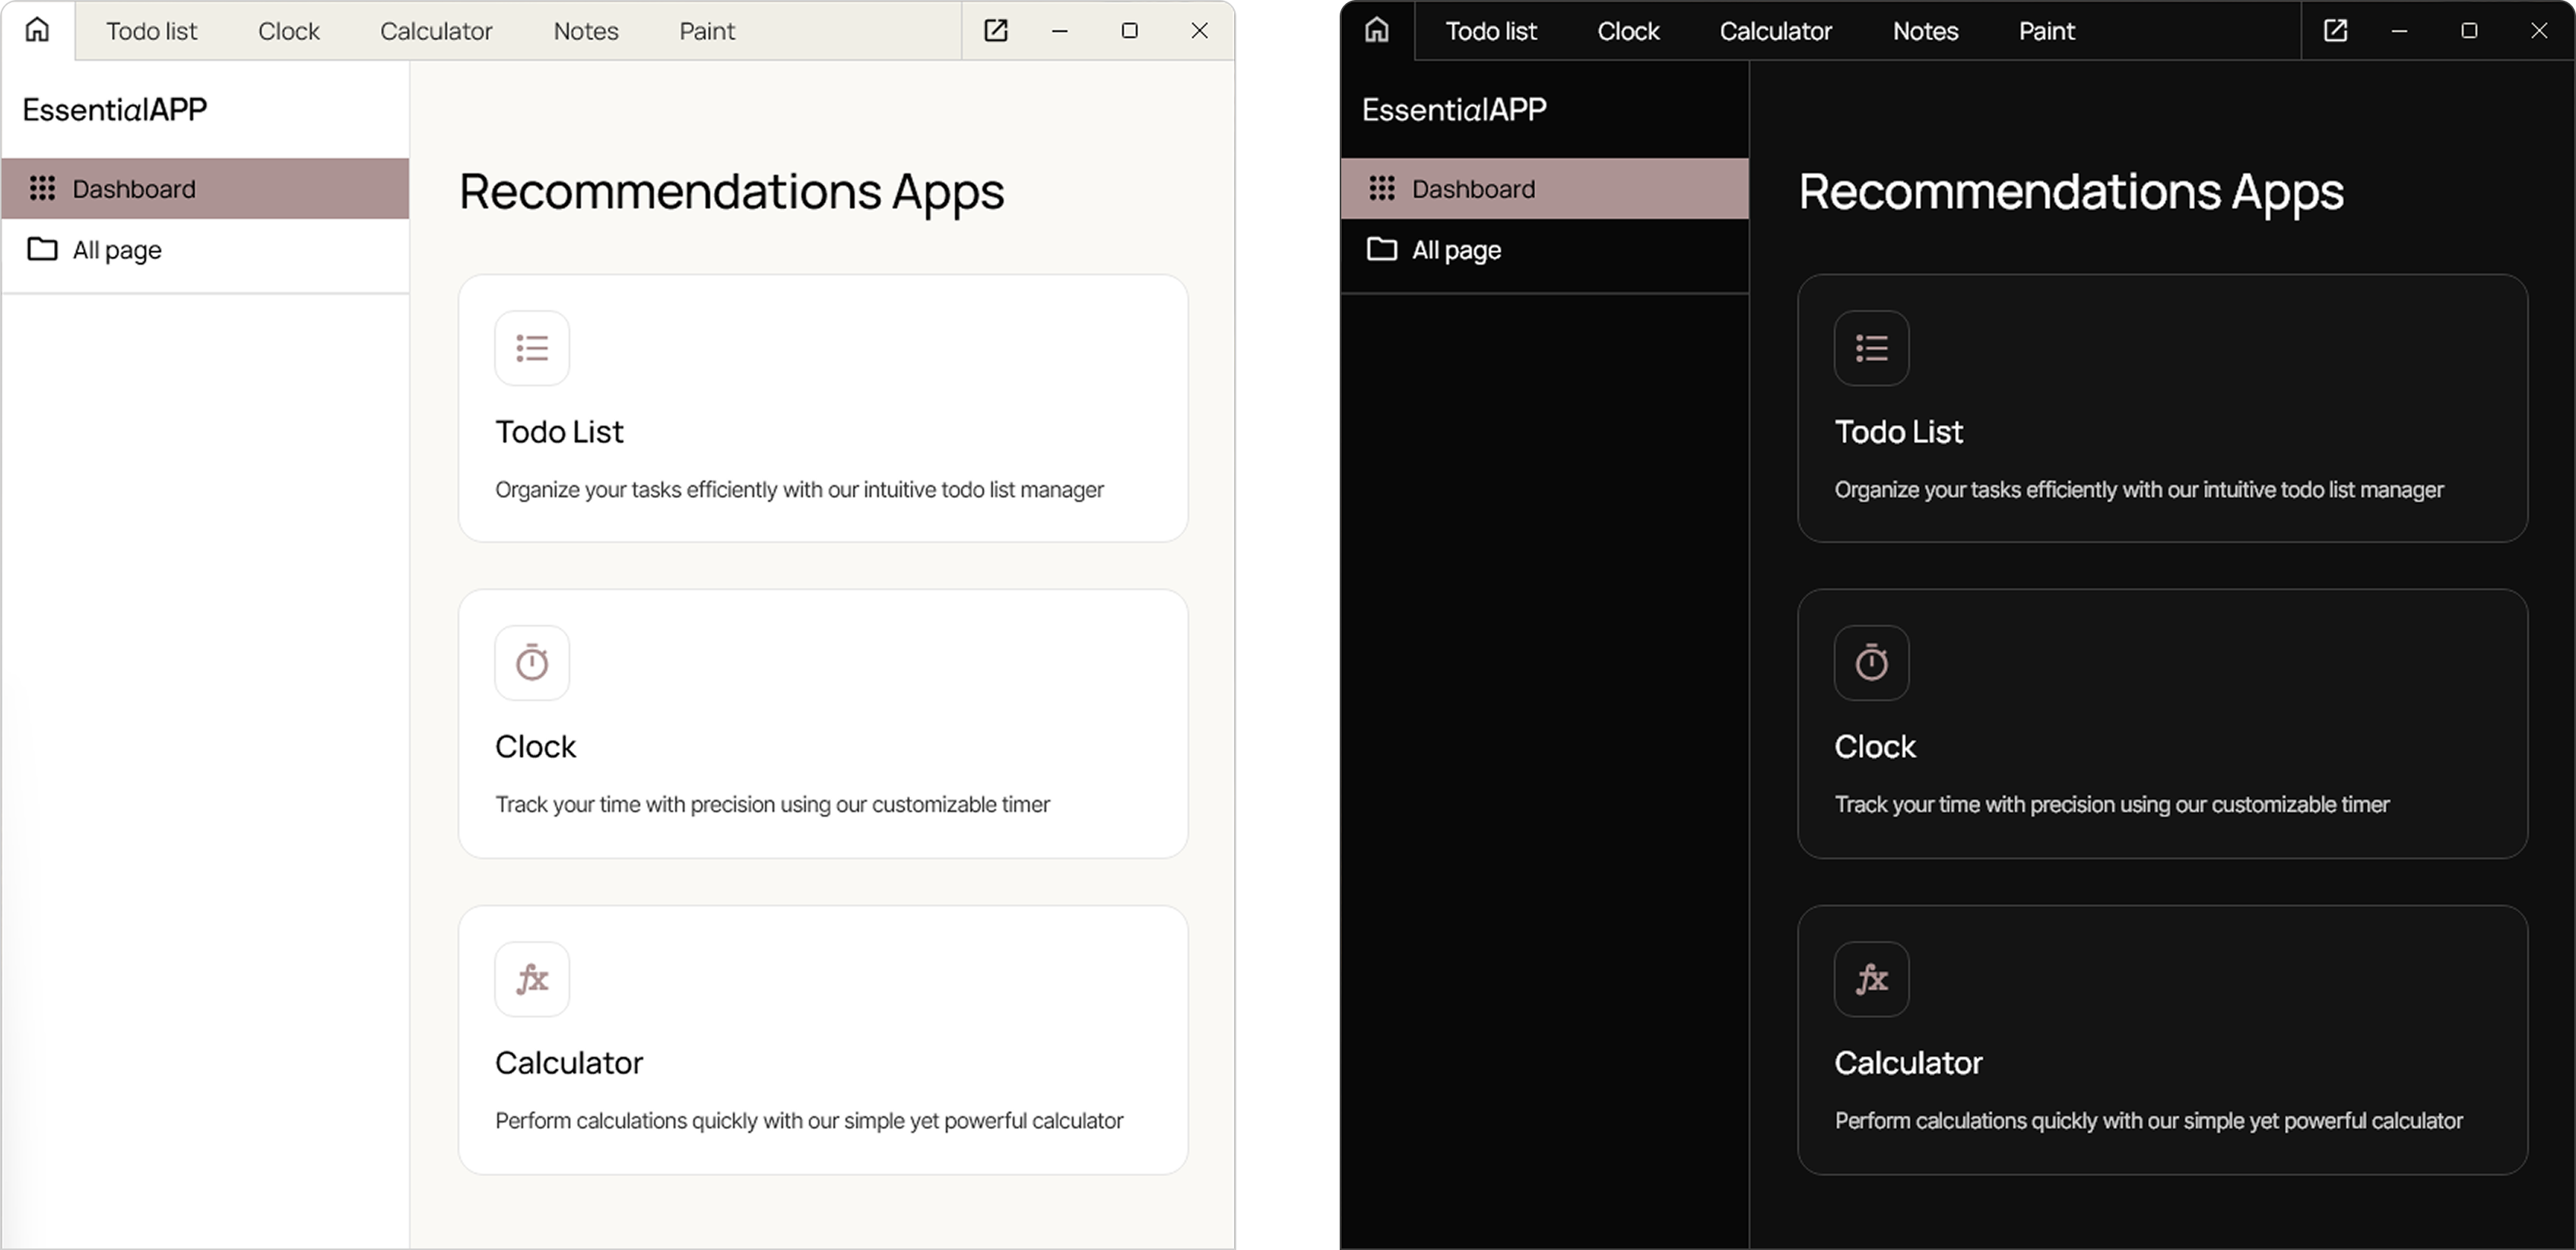 Todo list Clock Calculator Notes Paint
EssentialAPP
Dashboard
All page
Recommendations Apps
Todo List
Organize your tasks efficiently with our intuitive todo list manager
Clock
Track your time with precision using our customizable timer
fx
Calculator
Perform calculations quickly with our simple yet powerful calculator
Todo list Clock Calculator Notes Paint
EssentialAPP
Dashboard
All page
Recommendations Apps
Todo List
Organize your tasks efficiently with our intuitive todo list manager
Clock
Track your time with precision using our customizable timer
fx
Calculator
Perform calculations quickly with our simple yet powerful calculator